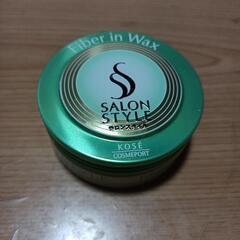 Fiber in Wax
SALON
STYLE
サロンスタイル
KOSÉ
COSMEPORT